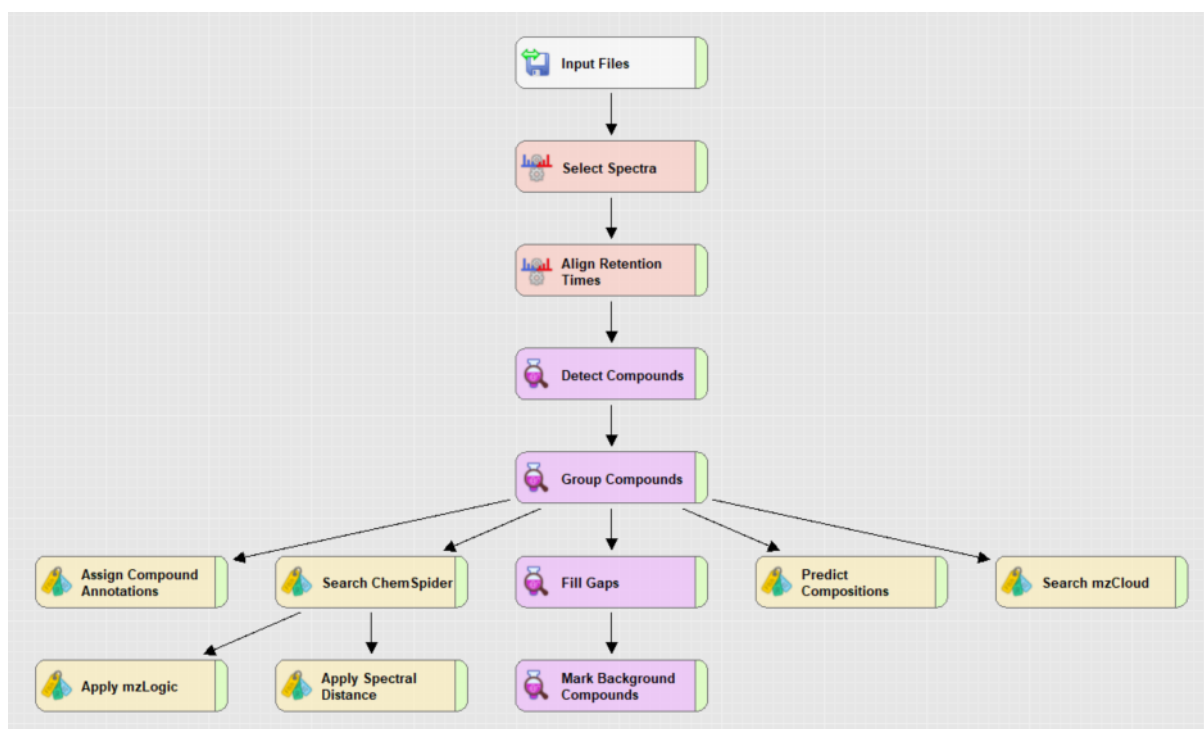 Input Files
Select Spectra
Align Retention
Times
Detect Compounds
Group Compounds
Assign Compound
Annotations
Search ChemSpider
Fill Gaps
Predict
Compositions
Search mzCloud
Apply mzLogic
Apply Spectral
Distance
Mark Background
Compounds